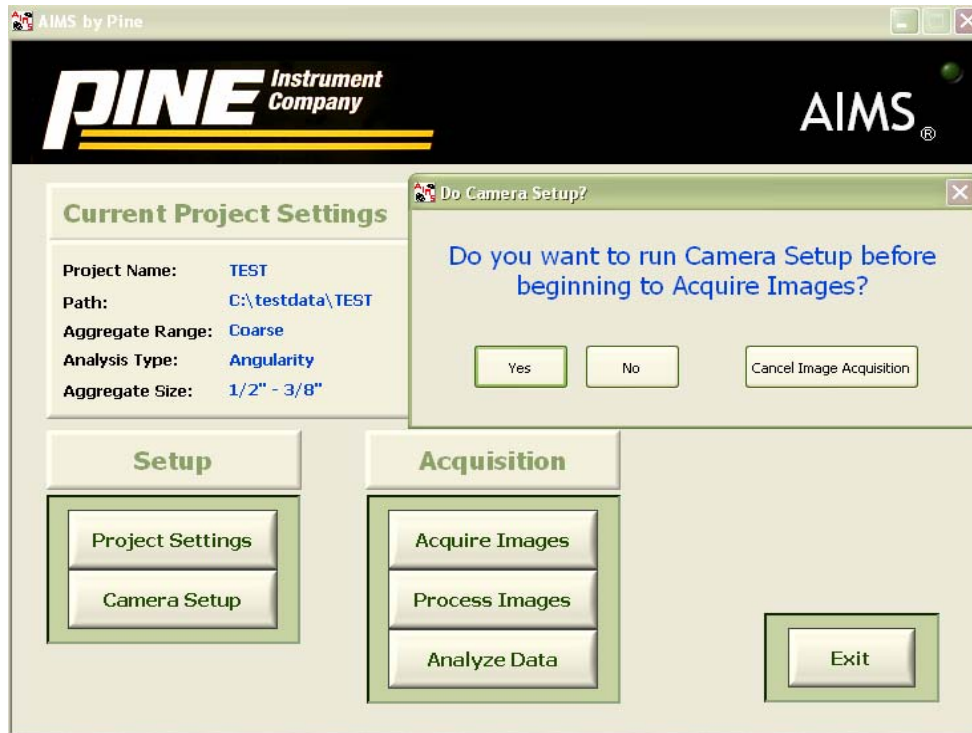 AIMS by Pine
PINE Instrument Company
AIMS®
Current Project Settings
Project Name: TEST
Path: C:\testdata\TEST
Aggregate Range: Coarse
Analysis Type: Angularity
Aggregate Size: 1/2" - 3/8"
Do Camera Setup?
Do you want to run Camera Setup before
beginning to Acquire Images?
Yes
No
Cancel Image Acquisition
Setup
Project Settings
Camera Setup
Acquisition
Acquire Images
Process Images
Analyze Data
Exit